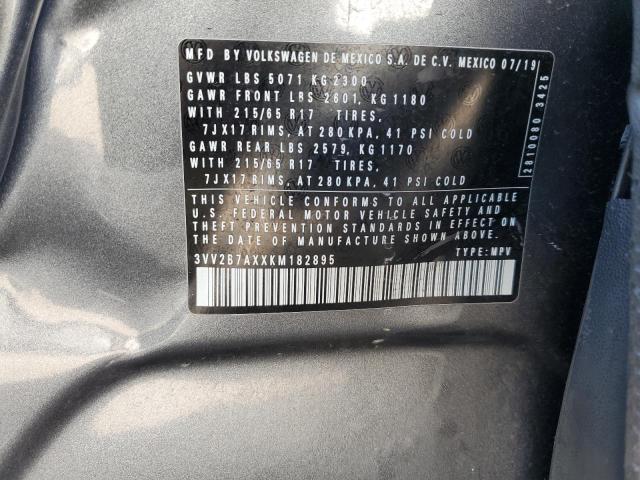 MFD BY VOLKSWAGEN DE MEXICO S.A. DE C.V. MEXICO 07/19
GVWR LBS 5071 KG 2300
GAWR FRONT LBS 2601, KG 1180
WITH 215/65 R17 TIRES,
7JX17 RIMS, AT 280 KPA, 41 PSI COLD
GAWR REAR LBS 2579, KG 1170
WITH 215/65 R17 TIRES,
7JX17 RIMS, AT 280 KPA, 41 PSI COLD
THIS VEHICLE CONFORMS TO ALL APPLICABLE
U.S. FEDERAL MOTOR VEHICLE SAFETY AND
THEFT PREVENTION STANDARDS IN EFFECT ON
THE DATE OF MANUFACTURE SHOWN ABOVE
3VV2B7AXXKM182895 TYPE: MPV
2G110080 3425